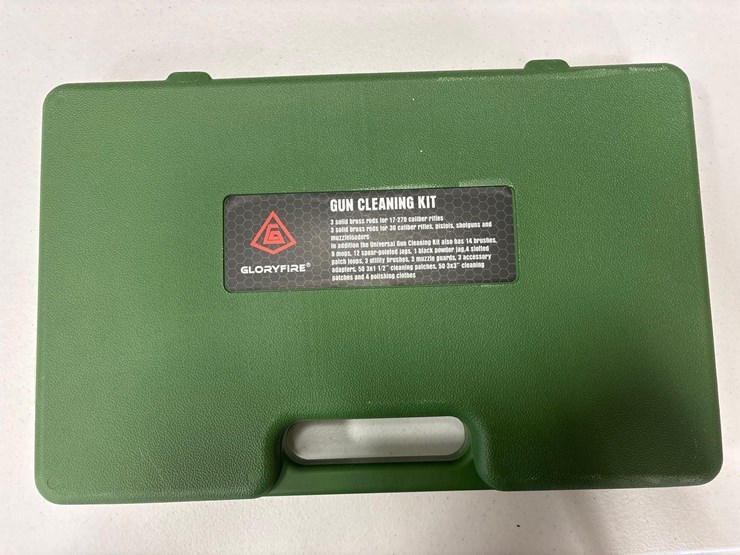 GUN CLEANING KIT
3 solid brass rods for 17-270 caliber rifles
3 solid brass rods for 30 caliber rifles, pistols, shotguns and
muzzleloaders
In addition the Universal Gun Cleaning Kit also has 14 brushes,
9 mops, 12 spear-pointed jags, 1 black powder jag,4 slotted
patch loops, 3 utility brushes, 3 muzzle guards, 3 accessory
adapters, 50 3x1 1/2" cleaning patches, 50 3x3" cleaning
patches and 4 polishing clothes
GLORYFIRE®